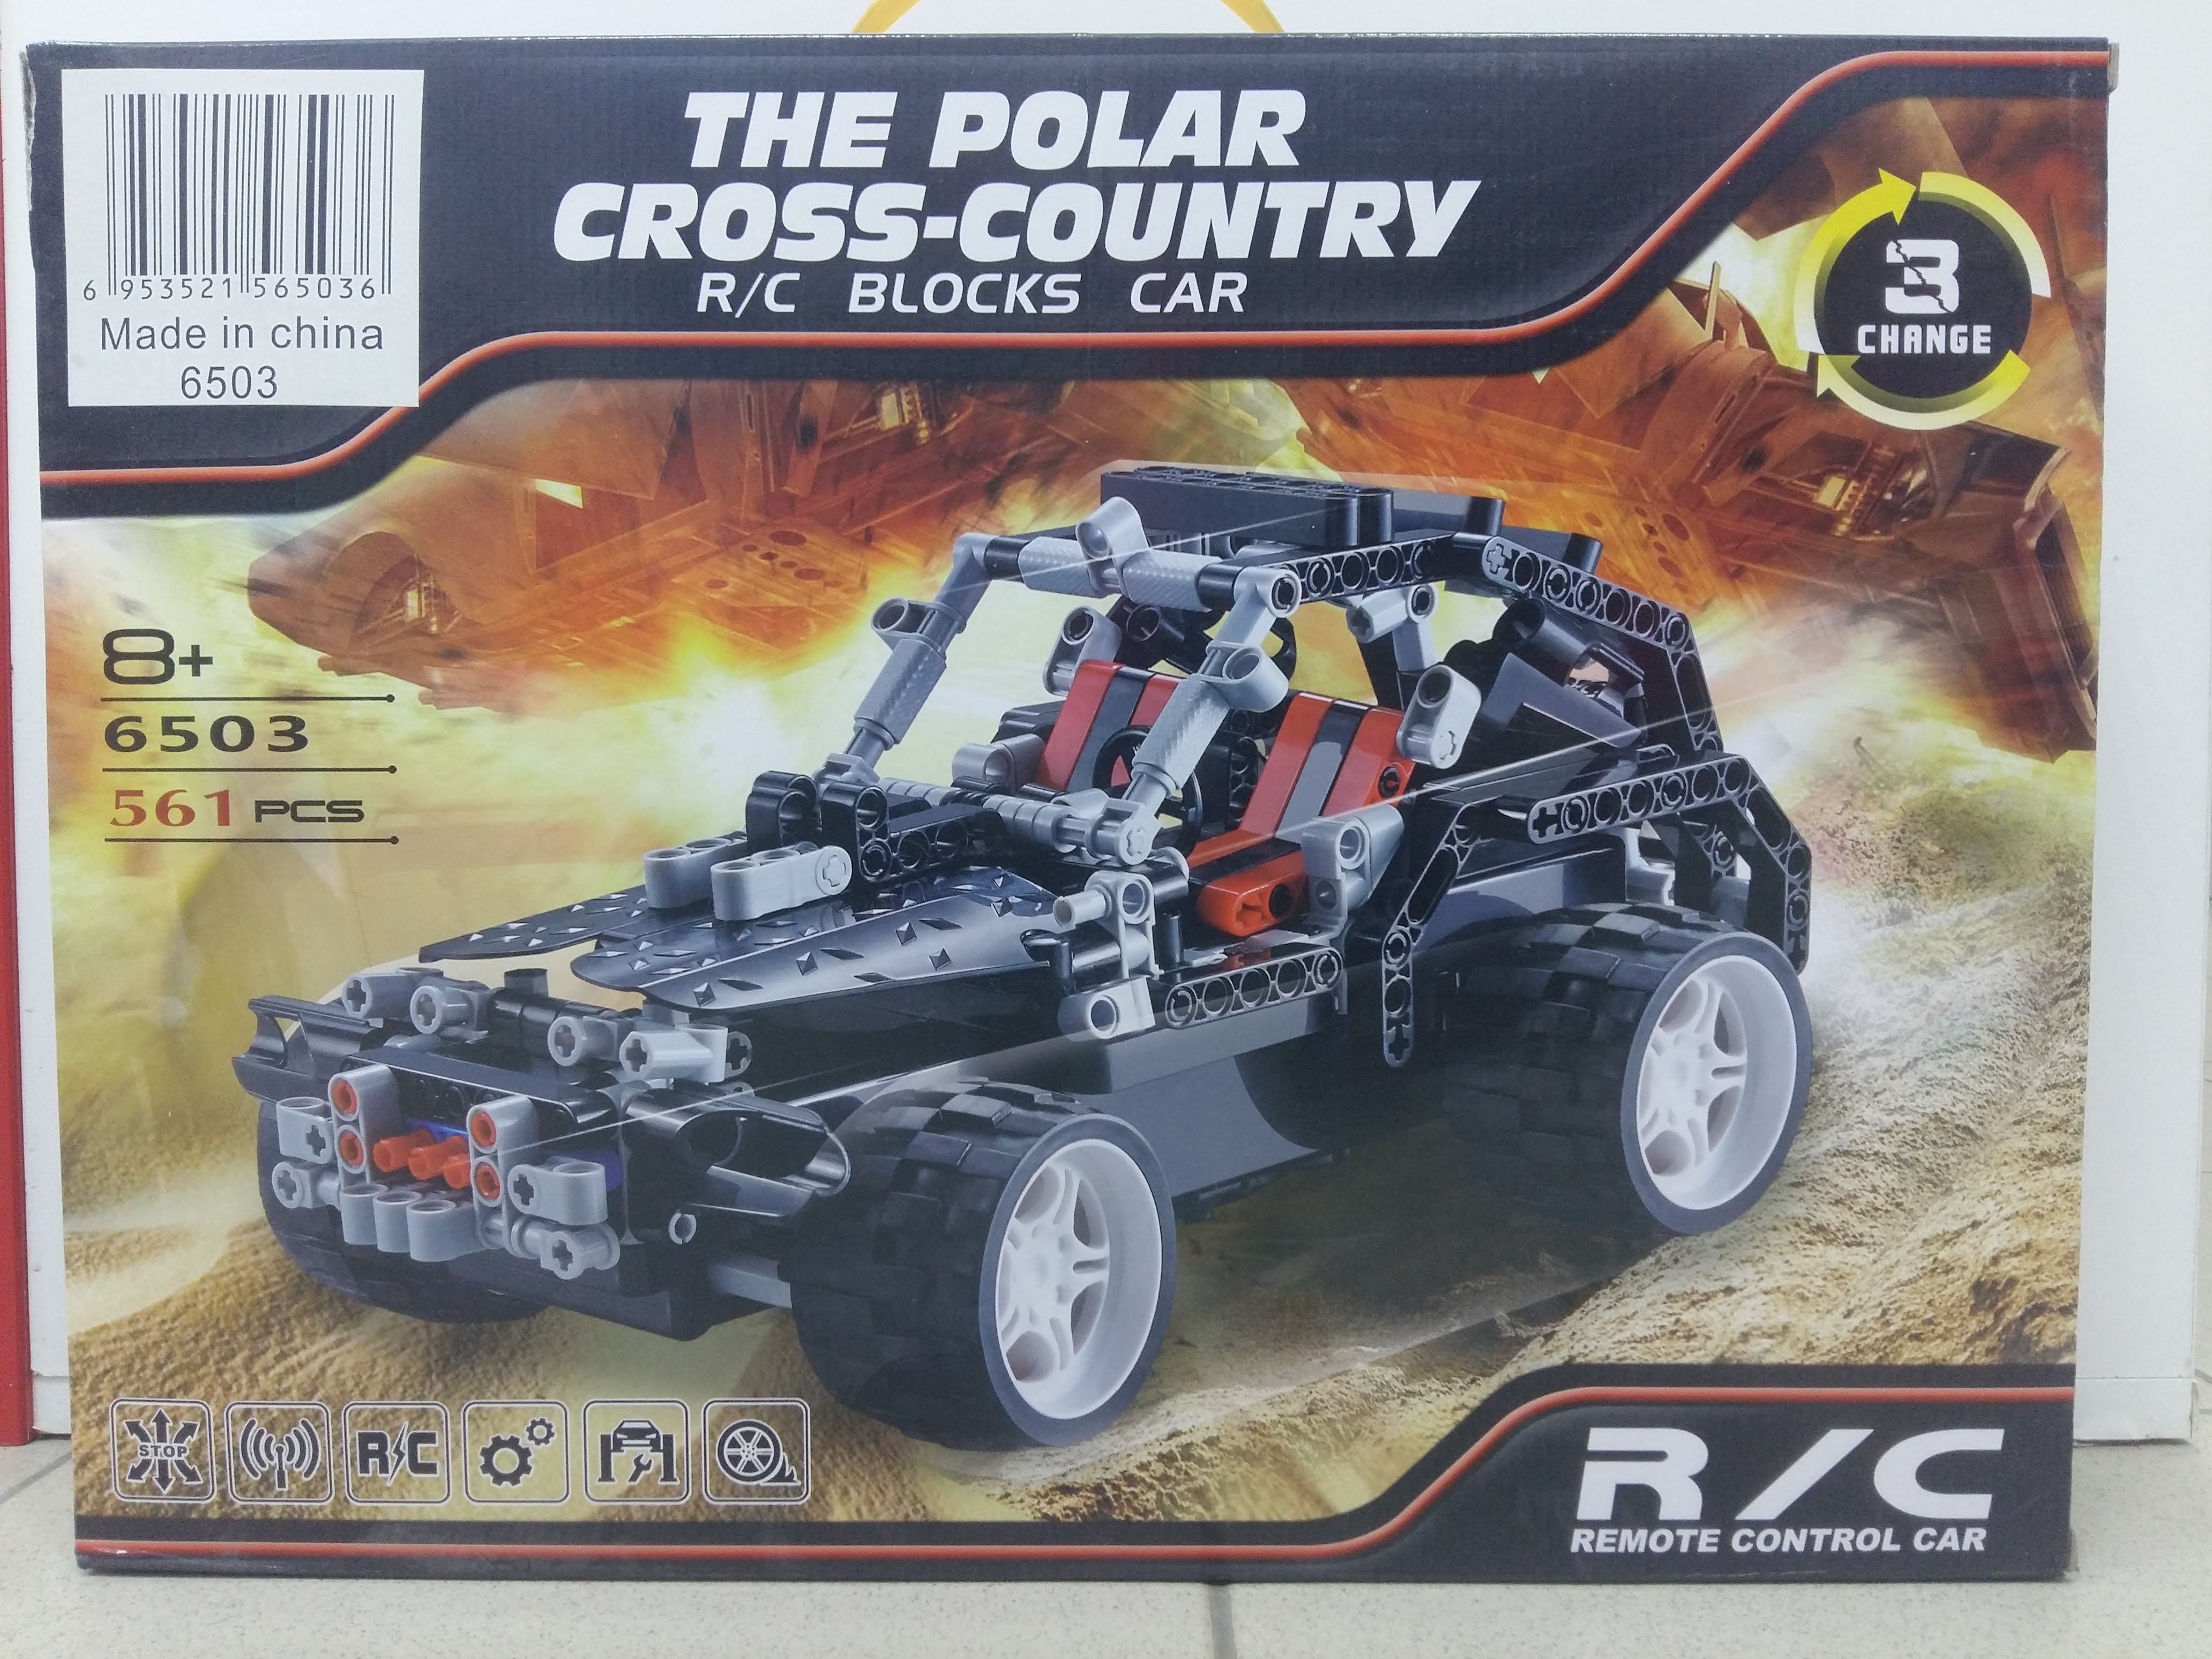 THE POLAR
CROSS-COUNTRY
R/C BLOCKS CAR
6 953521 565036
Made in china
6503
3
CHANGE
8+
6503
561 PCS
STOP
R/C
R/C
REMOTE CONTROL CAR